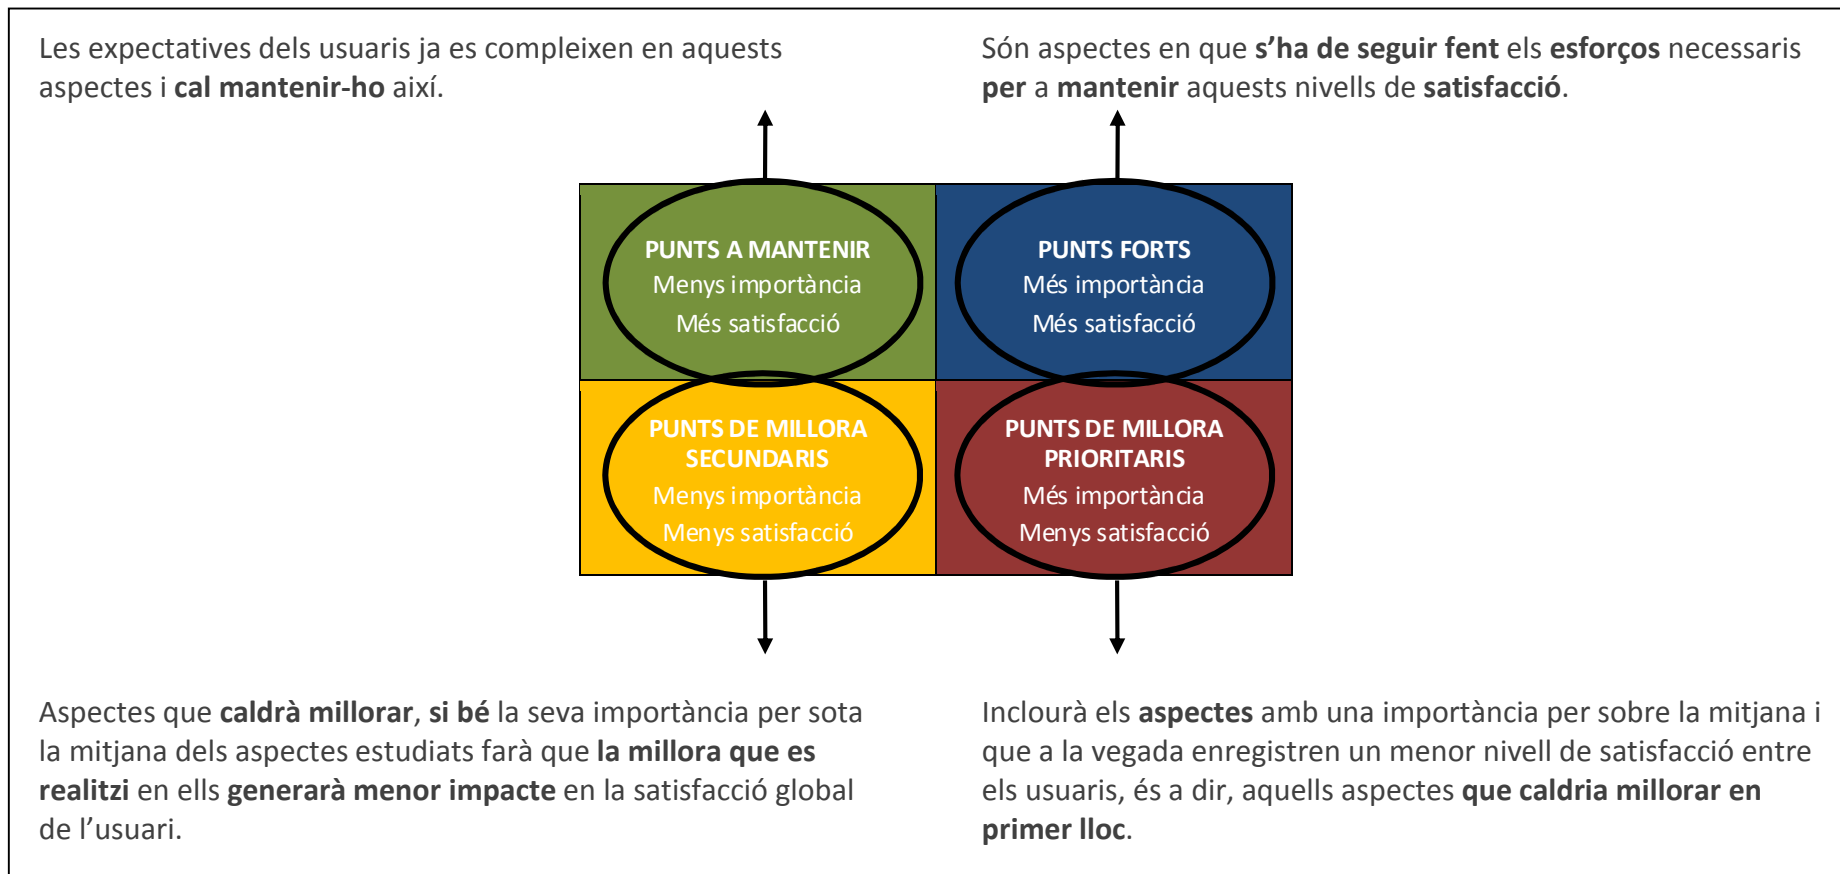 Les expectatives dels usuaris ja es compleixen en aquests
aspectes i cal mantenir-ho així.
Són aspectes en que s’ha de seguir fent els esforços necessaris
per a mantenir aquests nivells de satisfacció.
PUNTS A MANTENIR
Menys importància
Més satisfacció
PUNTS FORTS
Més importància
Més satisfacció
PUNTS DE MILLORA
SECUNDARIS
Menys importància
Menys satisfacció
PUNTS DE MILLORA
PRIORITARIS
Més importància
Menys satisfacció
Aspectes que caldrà millorar, si bé la seva importància per sota
la mitjana dels aspectes estudiats farà que la millora que es
realitzi en ells generarà menor impacte en la satisfacció global
de l’usuari.
Inclourà els aspectes amb una importància per sobre la mitjana i
que a la vegada enregistren un menor nivell de satisfacció entre
els usuaris, és a dir, aquells aspectes que caldria millorar en
primer lloc.